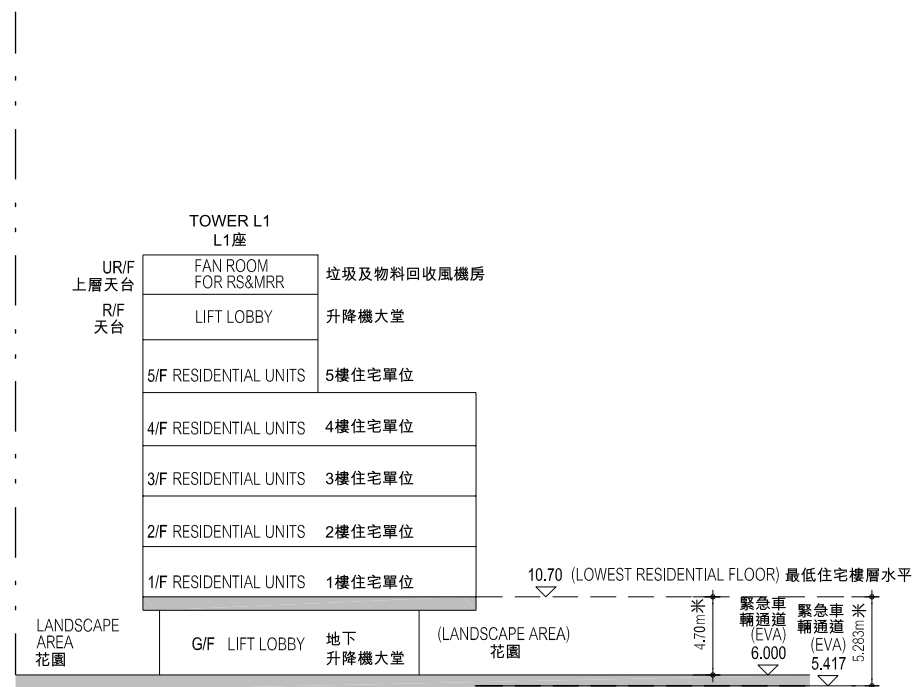 TOWER L1
L1座
UR/F
上層天台
FAN ROOM
FOR RS&MRR
垃圾及物料回收風機房
R/F
天台
LIFT LOBBY
升降機大堂
5/F RESIDENTIAL UNITS 5樓住宅單位
4/F RESIDENTIAL UNITS 4樓住宅單位
3/F RESIDENTIAL UNITS 3樓住宅單位
2/F RESIDENTIAL UNITS 2樓住宅單位
1/F RESIDENTIAL UNITS 1樓住宅單位
10.70 (LOWEST RESIDENTIAL FLOOR) 最低住宅樓層水平
LANDSCAPE
AREA
花園
G/F LIFT LOBBY
地下
升降機大堂
(LANDSCAPE AREA)
花園
4.70m米
緊急車
輛通道
(EVA)
6.000
緊急車
輛通道
(EVA)
5.417
5.283m米